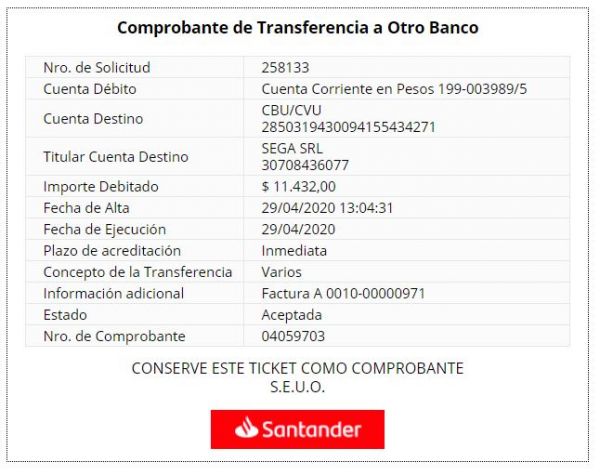 Comprobante de Transferencia a Otro Banco
Nro. de Solicitud 258133
Cuenta Débito Cuenta Corriente en Pesos 199-003989/5
Cuenta Destino CBU/CVU
2850319430094155434271
Titular Cuenta Destino SEGA SRL
30708436077
Importe Debitado $ 11.432,00
Fecha de Alta 29/04/2020 13:04:31
Fecha de Ejecución 29/04/2020
Plazo de acreditación Inmediata
Concepto de la Transferencia Varios
Información adicional Factura A 0010-00000971
Estado Aceptada
Nro. de Comprobante 04059703
CONSERVE ESTE TICKET COMO COMPROBANTE
S.E.U.O.
Santander